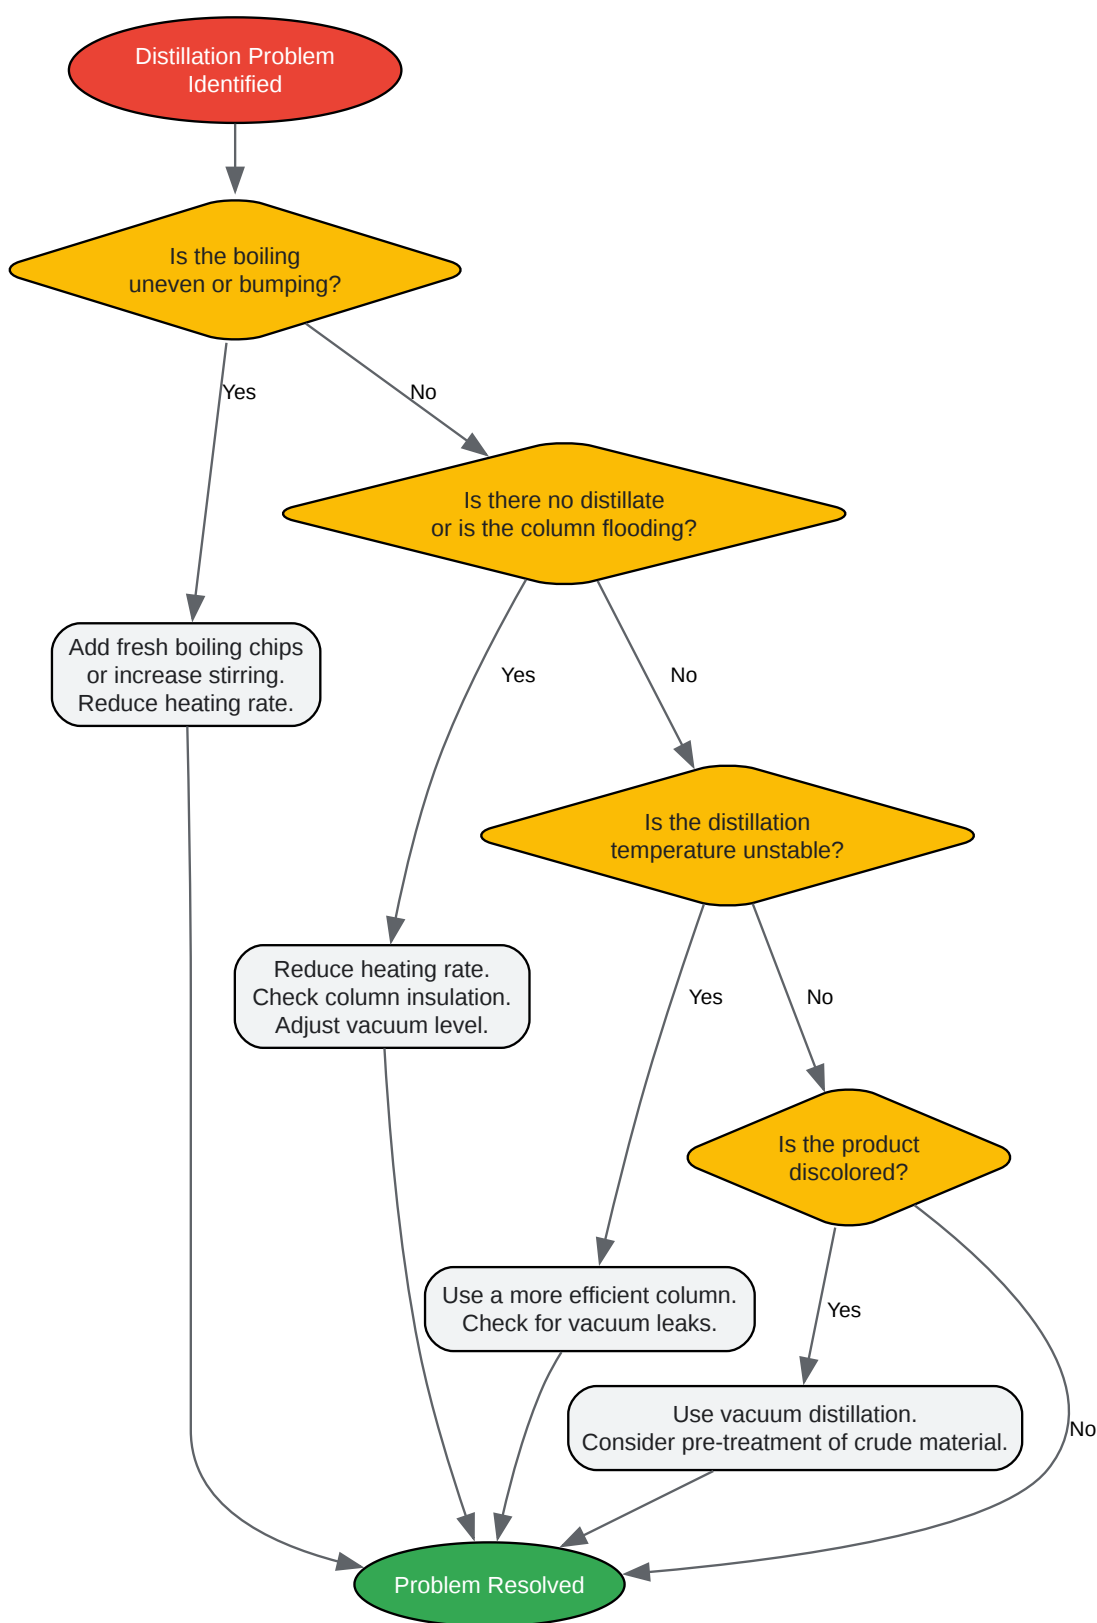 Distillation Problem
Identified
Is the boiling
uneven or bumping?
Yes
No
Is there no distillate
or is the column flooding?
Add fresh boiling chips
or increase stirring.
Reduce heating rate.
Yes
No
Is the distillation
temperature unstable?
Reduce heating rate.
Check column insulation.
Adjust vacuum level.
Yes
No
Is the product
discolored?
Use a more efficient column.
Check for vacuum leaks.
Yes
Use vacuum distillation.
Consider pre-treatment of crude material.
No
Problem Resolved